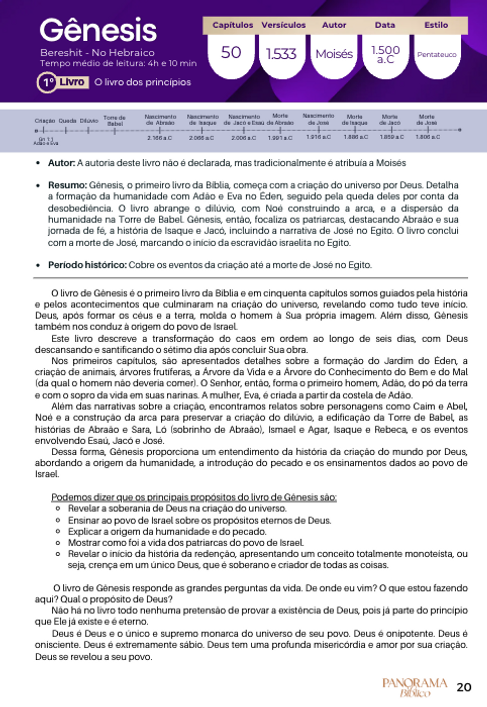 Gênesis
Bereshit - No Hebraico
Tempo médio de leitura: 4h e 10 min
1º Livro O livro dos princípios
Capítulos Versículos Autor Data Estilo
50 1.533 Moisés 1.500 a.C Pentateuco
Criação Queda Dilúvio Torre de Babel Nascimento de Abraão Nascimento de Isaque Nascimento de Jacó e Esaú Morte de Abraão Nascimento de José Morte de Isaque Morte de Jacó Morte de José
Gn 1.1 Adão e Eva 2.166 a.C 2.066 a.C 2.006 a.C 1.991 a.C 1.916 a.C 1.886 a.C 1.859 a.C 1.806 a.C
• Autor: A autoria deste livro não é declarada, mas tradicionalmente é atribuída a Moisés
• Resumo: Gênesis, o primeiro livro da Bíblia, começa com a criação do universo por Deus. Detalha
a formação da humanidade com Adão e Eva no Éden, seguido pela queda deles por conta da
desobediência. O livro abrange o dilúvio, com Noé construindo a arca, e a dispersão da
humanidade na Torre de Babel. Gênesis, então, focaliza os patriarcas, destacando Abraão e sua
jornada de fé, a história de Isaque e Jacó, incluindo a narrativa de José no Egito. O livro conclui
com a morte de José, marcando o início da escravidão israelita no Egito.
• Período histórico: Cobre os eventos da criação até a morte de José no Egito.
O livro de Gênesis é o primeiro livro da Bíblia e em cinquenta capítulos somos guiados pela história
e pelos acontecimentos que culminaram na criação do universo, revelando como tudo teve início.
Deus, após formar os céus e a terra, molda o homem à Sua própria imagem. Além disso, Gênesis
também nos conduz à origem do povo de Israel.
Este livro descreve a transformação do caos em ordem ao longo de seis dias, com Deus
descansando e santificando o sétimo dia após concluir Sua obra.
Nos primeiros capítulos, são apresentados detalhes sobre a formação do Jardim do Éden, a
criação de animais, árvores frutíferas, a Árvore da Vida e a Árvore do Conhecimento do Bem e do Mal
(da qual o homem não deveria comer). O Senhor, então, forma o primeiro homem, Adão, do pó da terra
e com o sopro da vida em suas narinas. A mulher, Eva, é criada a partir da costela de Adão.
Além das narrativas sobre a criação, encontramos relatos sobre personagens como Caim e Abel,
Noé e a construção da arca para preservar a criação do dilúvio, a edificação da Torre de Babel, as
histórias de Abraão e Sara, Ló (sobrinho de Abraão), Ismael e Agar, Isaque e Rebeca, e os eventos
envolvendo Esaú, Jacó e José.
Dessa forma, Gênesis proporciona um entendimento da história da criação do mundo por Deus,
abordando a origem da humanidade, a introdução do pecado e os ensinamentos dados ao povo de
Israel.
Podemos dizer que os principais propósitos do livro de Gênesis são:
Revelar a soberania de Deus na criação do universo.
Ensinar ao povo de Israel sobre os propósitos eternos de Deus.
Explicar a origem da humanidade e do pecado.
Mostrar como foi a vida dos patriarcas do povo de Israel.
Revelar o início da história da redenção, apresentando um conceito totalmente monoteísta, ou
seja, crença em um único Deus, que é soberano e criador de todas as coisas.
O livro de Gênesis responde as grandes perguntas da vida. De onde eu vim? O que estou fazendo
aqui? Qual o propósito de Deus?
Não há no livro todo nenhuma pretensão de provar a existência de Deus, pois já parte do princípio
que Ele já existe e é eterno.
Deus é Deus e o único e supremo monarca do universo de seu povo. Deus é onipotente. Deus é
onisciente. Deus é extremamente sábio. Deus tem uma profunda misericórdia e amor por sua criação.
Deus se revelou a seu povo.
PANORAMA
Bíblico
20